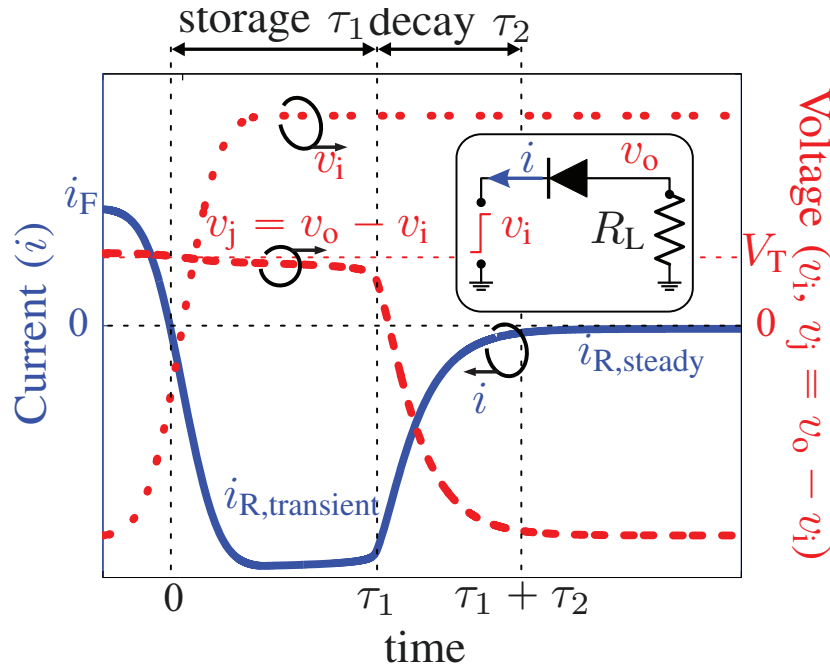 storage τ₁ decay τ₂
v_i
i v_o
i_F
v_j = v_o − v_i
v_i R_L
V_T
0 0
i_R,steady
i
i_R,transient
Current (i)
Voltage (v_i, v_j = v_o − v_i)
0 τ₁ τ₁ + τ₂
time